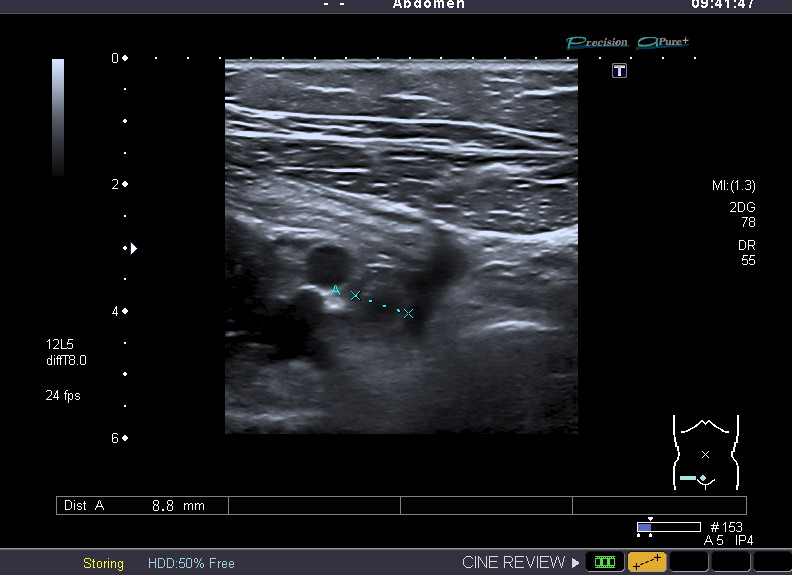 - - Abdomen 09:41:47
Precision APure+
T
0
2
4
6
MI:(1.3)
2DG
78
DR
55
A
12L5
diffT8.0
24 fps
Dist A 8.8 mm
#153
A 5 IP4
Storing HDD:50% Free CINE REVIEW